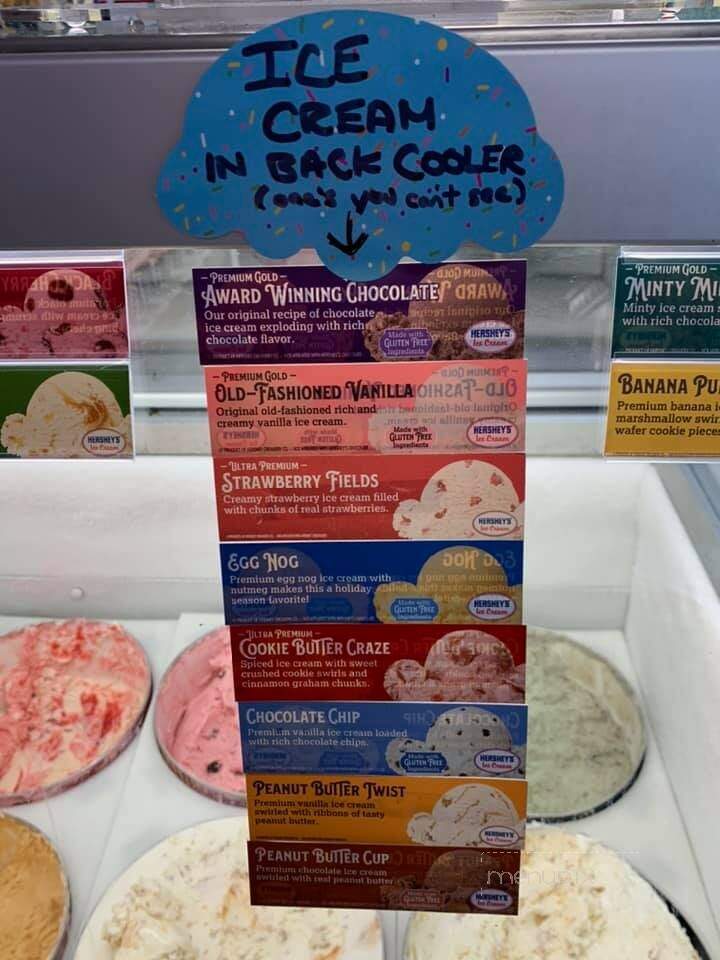 ICE
CREAM
IN BACK COOLER
(one's you can't see)
BLACK CHERRY
HERSHEY'S
Ice Cream
– PREMIUM GOLD –
AWARD WINNING CHOCOLATE
Our original recipe of chocolate
ice cream exploding with rich
chocolate flavor.
Made with
GLUTEN FREE
Ingredients
HERSHEY'S
Ice Cream
– PREMIUM GOLD –
OLD-FASHIONED VANILLA
Original old-fashioned rich and
creamy vanilla ice cream.
Made with
GLUTEN FREE
Ingredients
HERSHEY'S
Ice Cream
– ULTRA PREMIUM –
STRAWBERRY FIELDS
Creamy strawberry ice cream filled
with chunks of real strawberries.
HERSHEY'S
Ice Cream
EGG NOG
Premium egg nog ice cream with
nutmeg makes this a holiday
season favorite!
Made with
GLUTEN FREE
Ingredients
HERSHEY'S
Ice Cream
– ULTRA PREMIUM –
COOKIE BUTTER CRAZE
Spiced ice cream with sweet
crushed cookie swirls and
cinnamon graham chunks.
CHOCOLATE CHIP
Premium vanilla ice cream loaded
with rich chocolate chips.
Made with
GLUTEN FREE
Ingredients
HERSHEY'S
Ice Cream
PEANUT BUTTER TWIST
Premium vanilla ice cream
swirled with ribbons of tasty
peanut butter.
HERSHEY'S
Ice Cream
PEANUT BUTTER CUP
Premium chocolate ice cream
swirled with real peanut butter
GLUTEN FREE
HERSHEY'S
Ice Cream
– PREMIUM GOLD –
MINTY MI
Minty ice cream
with rich chocola
BANANA PU
Premium banana i
marshmallow swir
wafer cookie pieces
menu